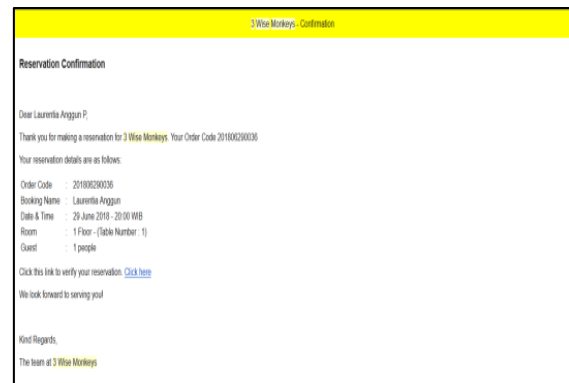 3 Wise Monkeys - Confirmation
Reservation Confirmation
Dear Laurentia Anggun P,
Thank you for making a reservation for 3 Wise Monkeys. Your Order Code 201806290036
Your reservation details are as follows:
Order Code : 201806290036
Booking Name : Laurentia Anggun
Date & Time : 29 June 2018 - 20:00 WIB
Room : 1 Floor - (Table Number : 1)
Guest : 1 people
Click this link to verify your reservation. Click here
We look forward to serving you!
Kind Regards,
The team at 3 Wise Monkeys